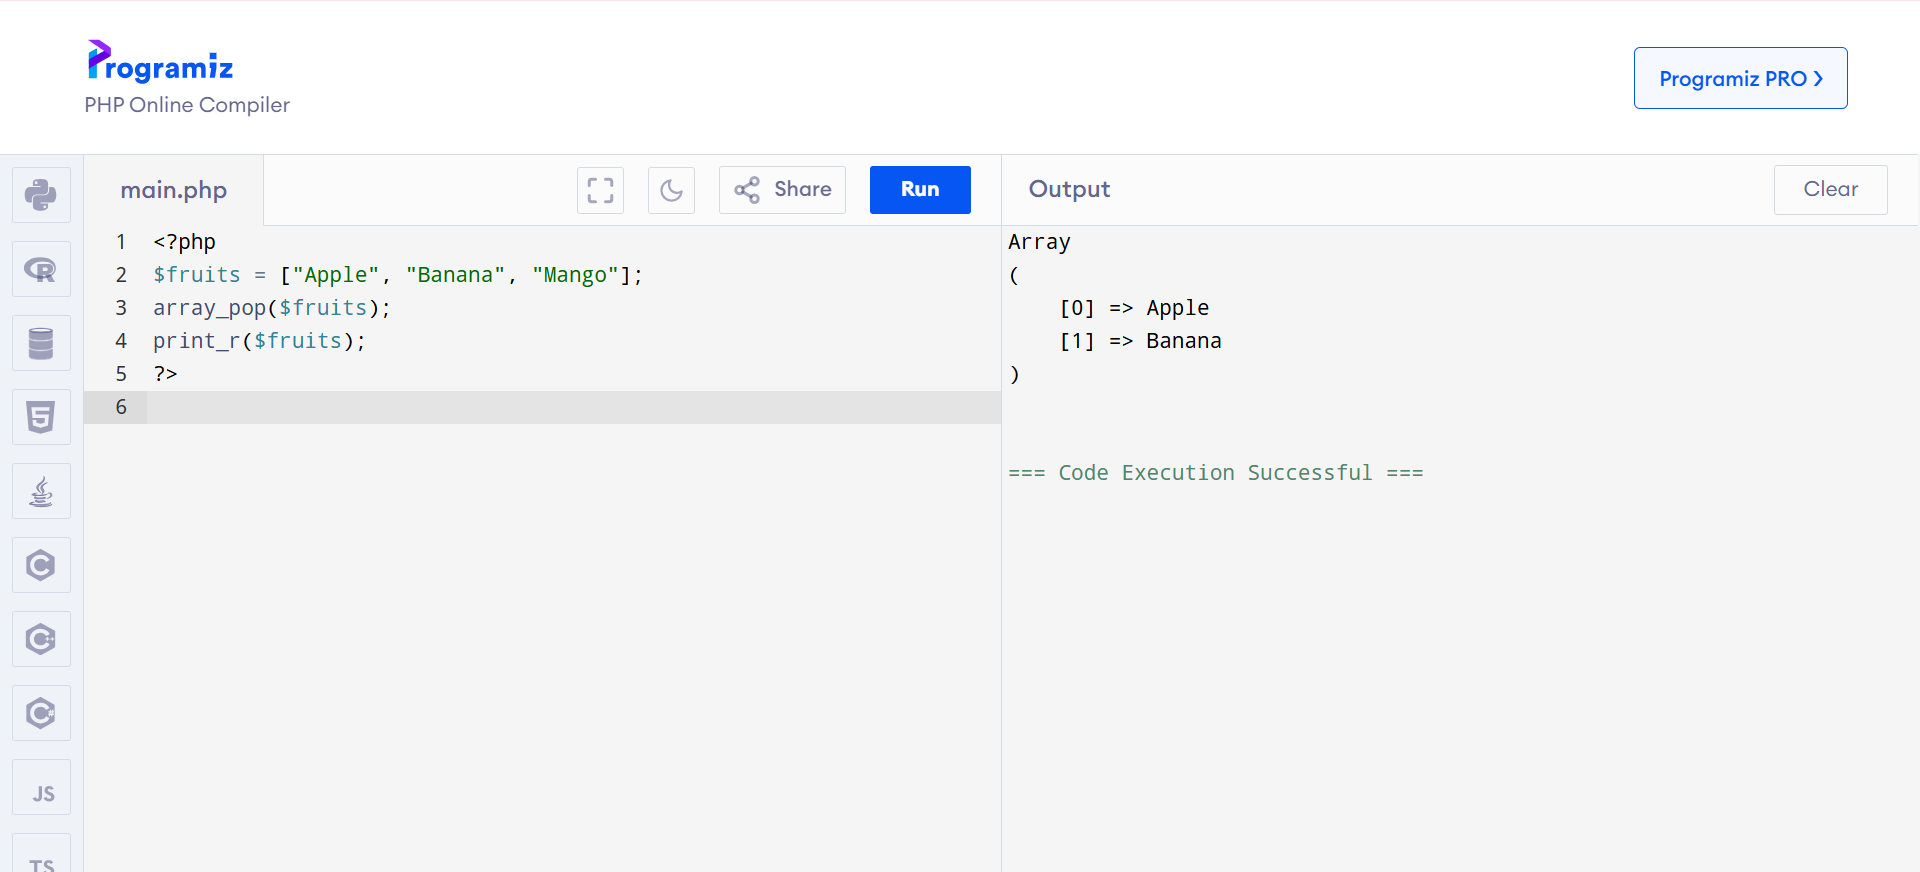 Programiz
PHP Online Compiler
Programiz PRO ❯
main.php
Share
Run
Output
Clear
1 <?php
2 $fruits = ["Apple", "Banana", "Mango"];
3 array_pop($fruits);
4 print_r($fruits);
5 ?>
6
Array
(
    [0] => Apple
    [1] => Banana
)
=== Code Execution Successful ===
JS
TS